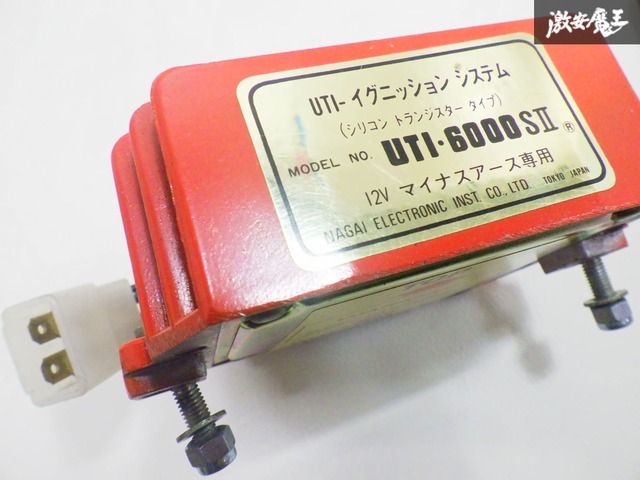 激安魔王
UTI-イグニッション システム
(シリコン トランジスター タイプ)
MODEL NO. UTI・6000SII ®
12V マイナスアース専用
NAGAI ELECTRONIC INST. CO., LTD. TOKYO JAPAN